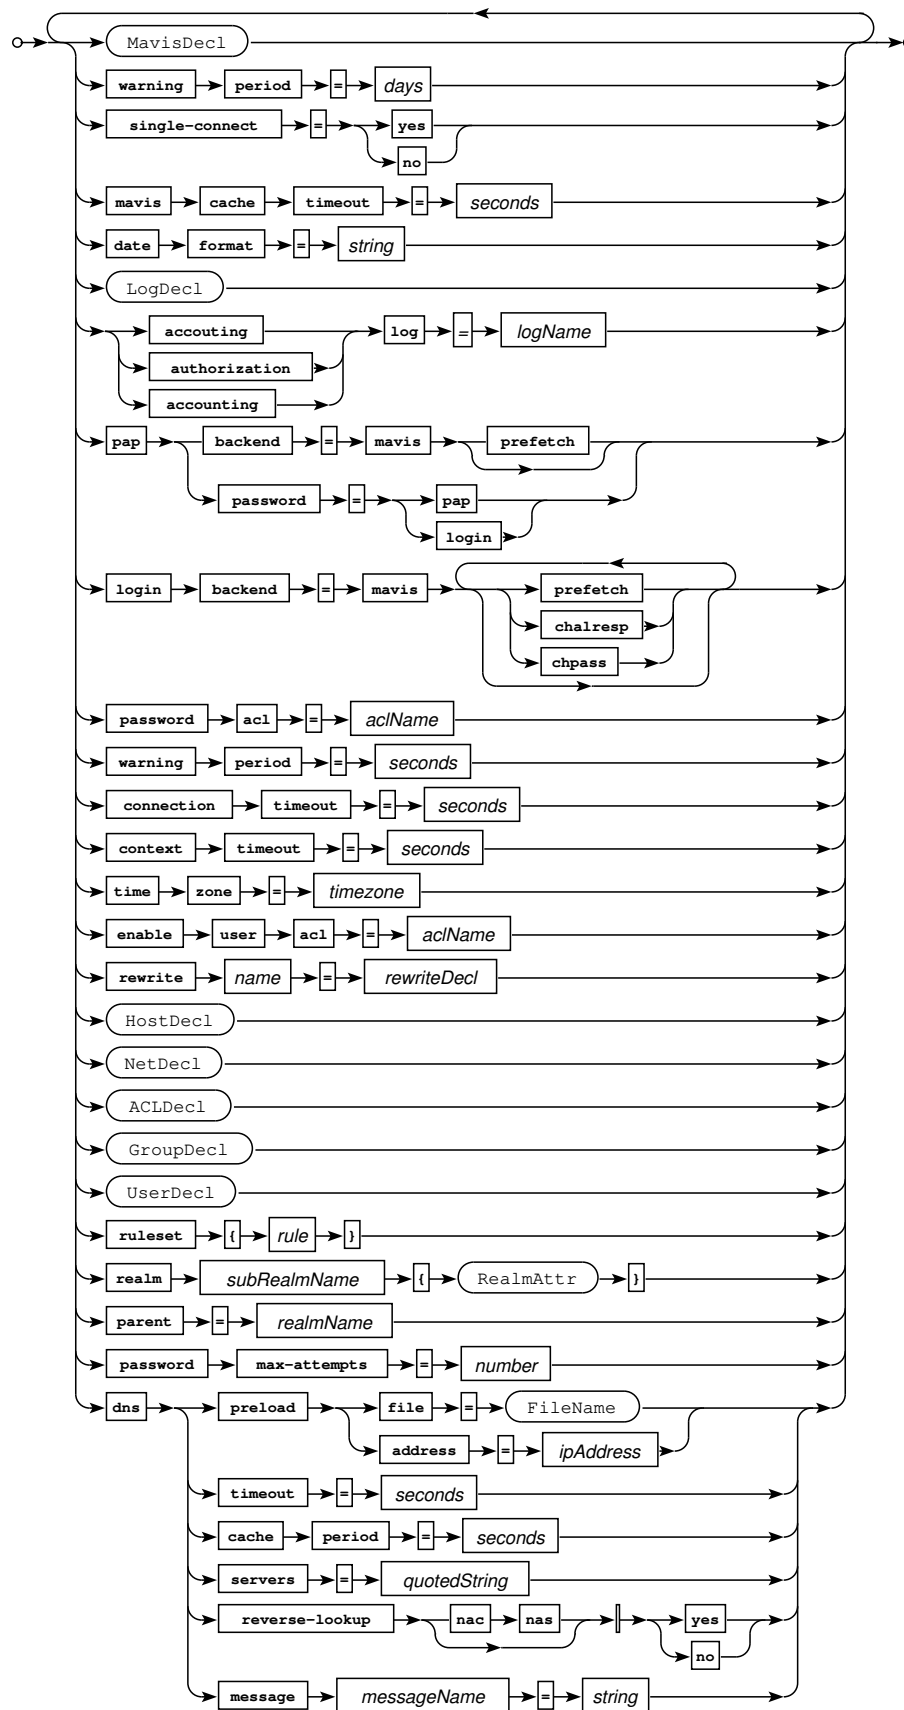 MavisDecl
warning period = days
single-connect = yes
no
mavis cache timeout = seconds
date format = string
LogDecl
accouting log = logName
authorization
accounting
pap backend = mavis prefetch
password = pap
login
login backend = mavis prefetch
chalresp
chpass
password acl = aclName
warning period = seconds
connection timeout = seconds
context timeout = seconds
time zone = timezone
enable user acl = aclName
rewrite name = rewriteDecl
HostDecl
NetDecl
ACLDecl
GroupDecl
UserDecl
ruleset { rule }
realm subRealmName { RealmAttr }
parent = realmName
password max-attempts = number
dns preload file = FileName
address = ipAddress
timeout = seconds
cache period = seconds
servers = quotedString
reverse-lookup nac nas yes
no
message messageName = string